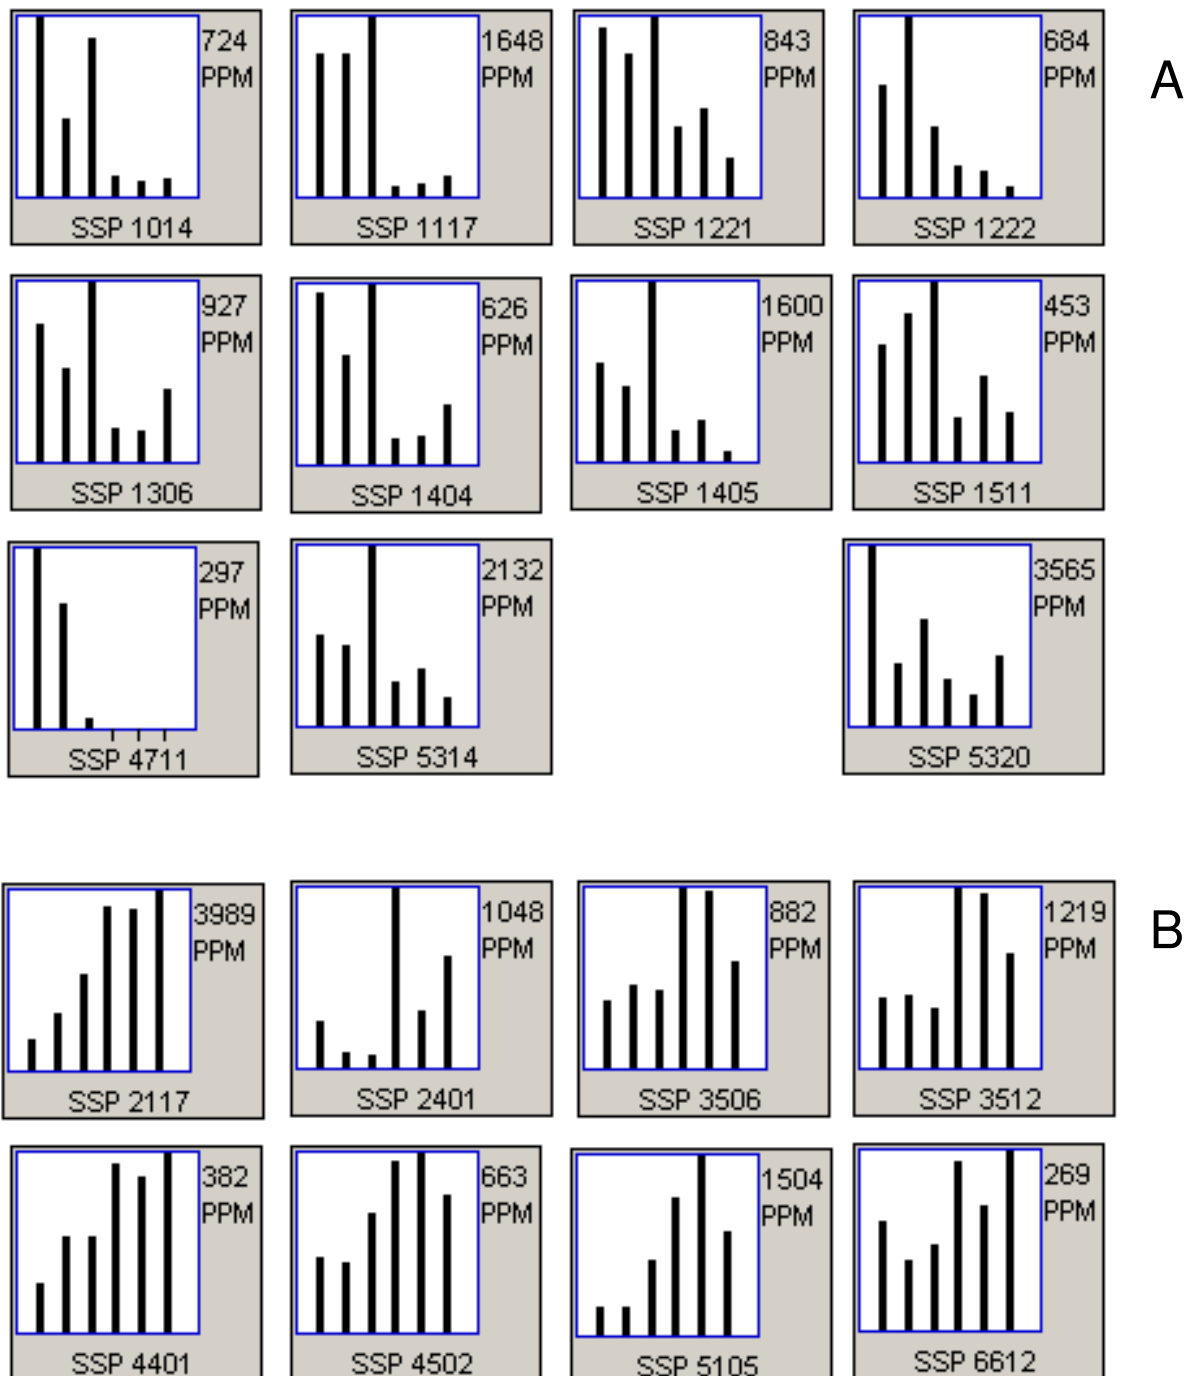 724
PPM
SSP 1014
1648
PPM
SSP 1117
843
PPM
SSP 1221
684
PPM
SSP 1222
A
927
PPM
SSP 1306
626
PPM
SSP 1404
1600
PPM
SSP 1405
453
PPM
SSP 1511
297
PPM
SSP 4711
2132
PPM
SSP 5314
3565
PPM
SSP 5320
3989
PPM
SSP 2117
1048
PPM
SSP 2401
882
PPM
SSP 3506
1219
PPM
SSP 3512
B
382
PPM
SSP 4401
663
PPM
SSP 4502
1504
PPM
SSP 5105
269
PPM
SSP 6612